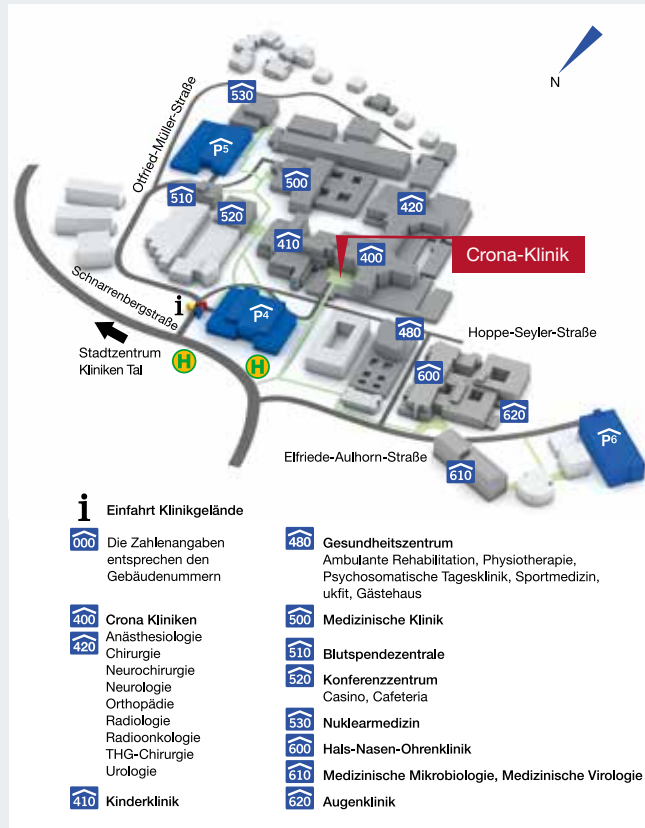 530
Otfried-Müller-Straße
N
P5
500
510
420
520
410
400
Crona-Klinik
Schnarrenbergstraße
i
P4
480
Hoppe-Seyler-Straße
Stadtzentrum
Kliniken Tal
H
H
600
620
P6
Elfriede-Aulhorn-Straße
610
i Einfahrt Klinikgelände
000 Die Zahlenangaben
entsprechen den
Gebäudenummern
400 Crona Kliniken
420 Anästhesiologie
Chirurgie
Neurochirurgie
Neurologie
Orthopädie
Radiologie
Radioonkologie
THG-Chirurgie
Urologie
410 Kinderklinik
480 Gesundheitszentrum
Ambulante Rehabilitation, Physiotherapie,
Psychosomatische Tagesklinik, Sportmedizin,
ukfit, Gästehaus
500 Medizinische Klinik
510 Blutspendezentrale
520 Konferenzzentrum
Casino, Cafeteria
530 Nuklearmedizin
600 Hals-Nasen-Ohrenklinik
610 Medizinische Mikrobiologie, Medizinische Virologie
620 Augenklinik